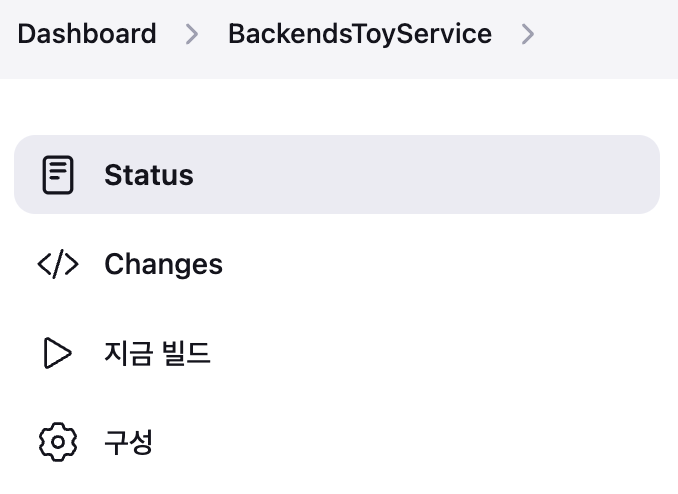 Dashboard > BackendsToyService >
Status
Changes
지금 빌드
구성